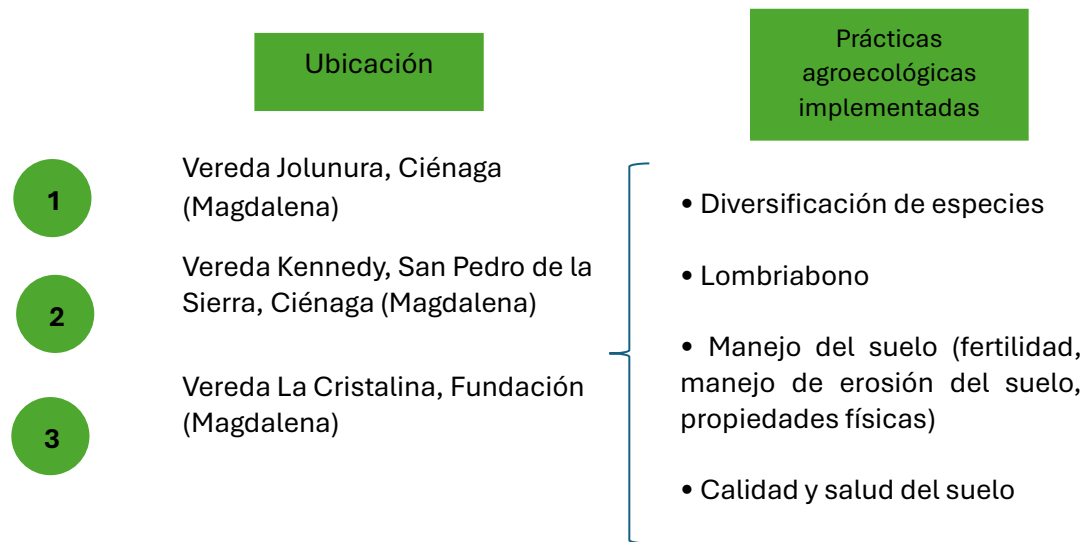 Ubicación
Prácticas
agroecológicas
implementadas
1
Vereda Jolunura, Ciénaga
(Magdalena)
2
Vereda Kennedy, San Pedro de la
Sierra, Ciénaga (Magdalena)
3
Vereda La Cristalina, Fundación
(Magdalena)
• Diversificación de especies
• Lombriabono
• Manejo del suelo (fertilidad,
manejo de erosión del suelo,
propiedades físicas)
• Calidad y salud del suelo